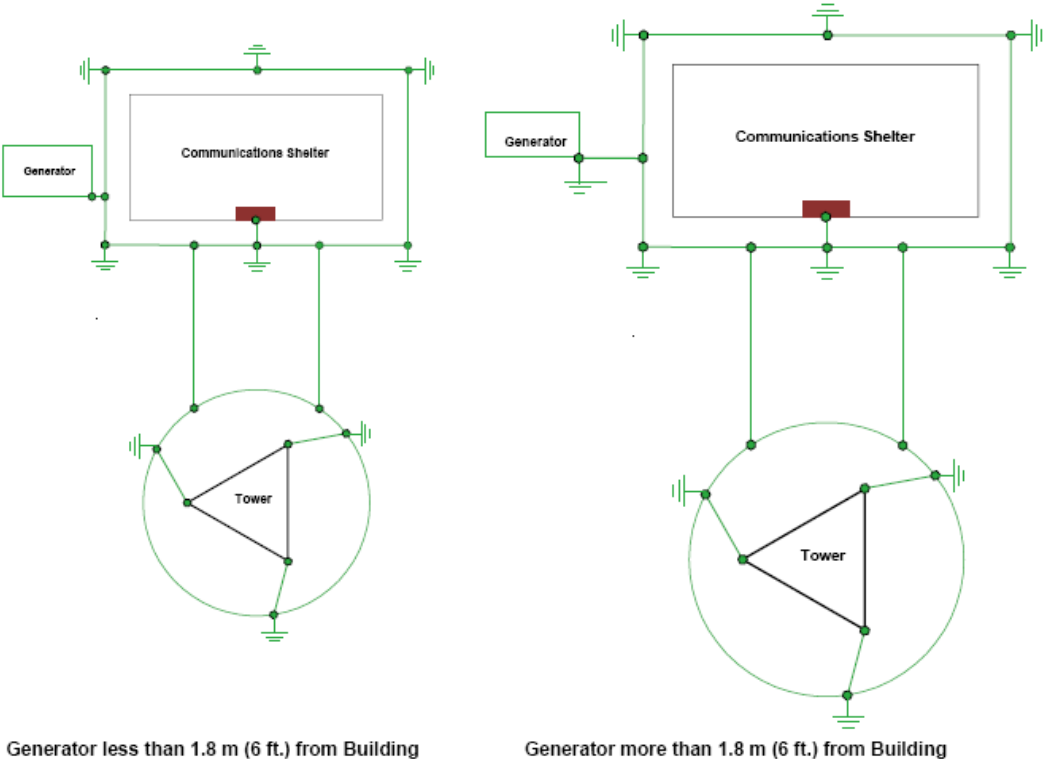 Communications Shelter
Generator
Tower
Generator less than 1.8 m (6 ft.) from Building
Communications Shelter
Generator
Tower
Generator more than 1.8 m (6 ft.) from Building